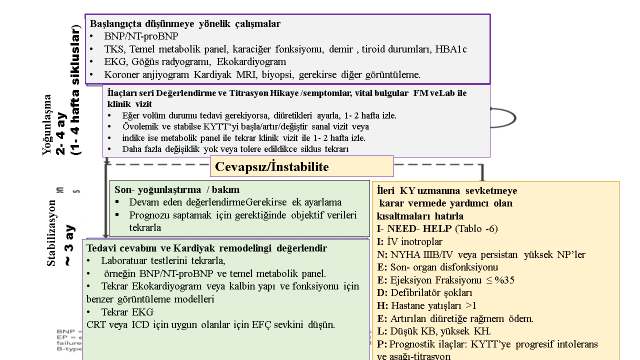 Başlangıçta düşünmeye yönelik çalışmalar
• BNP/NT-proBNP
• TKS, Temel metabolik panel, karaciğer fonksiyonu, demir , tiroid durumları, HBA1c
• EKG, Göğüs radyogramı, Ekokardiyogram
• Koroner anjiyogram Kardiyak MRI, biyopsi, gerekirse diğer görüntüleme.
Yoğunlaşma
2- 4 ay
(1- 4 hafta sikluslar)
İlaçları seri Değerlendirme ve Titrasyon Hikaye /semptomlar, vital bulgular FM veLab ile
klinik vizit
• Eğer volüm durumu tedavi gerekiyorsa, diüretikleri ayarla, 1- 2 hafta izle.
• Övolemik ve stabilse KYTT'yi başla/artır/değiştir sanal vizit veya
• indike ise metabolik panel ile tekrar klinik vizit ile 1- 2 hafta izle.
• Daha fazla değişiklik yok veya tolere edildikce siklus tekrarı
Cevapsız/İnstabilite
Stabilizasyon
~ 3 ay
Son- yoğunlaştırma / bakım
▪ Devam eden değerlendirmeGerekirse ek ayarlama
▪ Prognozu saptamak için gerektiğinde objektif verileri
tekrarla
Tedavi cevabını ve Kardiyak remodelingi değerlendir
• Laboratuar testlerini tekrarla,
• örneğin BNP/NT-proBNP ve temel metabolik panel.
• Tekrar Ekokardiyogram veya kalbin yapı ve fonksiyonu için
benzer görüntüleme modelleri
• Tekrar EKG
CRT veya ICD için uygun olanlar için EFÇ sevkini düşün.
İleri KY uzmanına sevketmeye
karar vermede yardımcı olan
kısaltmaları hatırla
I- NEED- HELP (Tablo -6)
I: İV inotroplar
N: NYHA IIIB/IV veya persistan yüksek NP'ler
E: Son- organ disfonksiyonu
E: Ejeksiyon Fraksiyonu ≤ %35
D: Defibrilatör şokları
H: Hastane yatışları >1
E: Artırılan diüretiğe rağmem ödem.
L: Düşük KB, yüksek KH.
P: Prognostik ilaçlar: KYTT'ye progresif intolerans
ve aşağı-titrasyon
BNP =
EP =
B-type